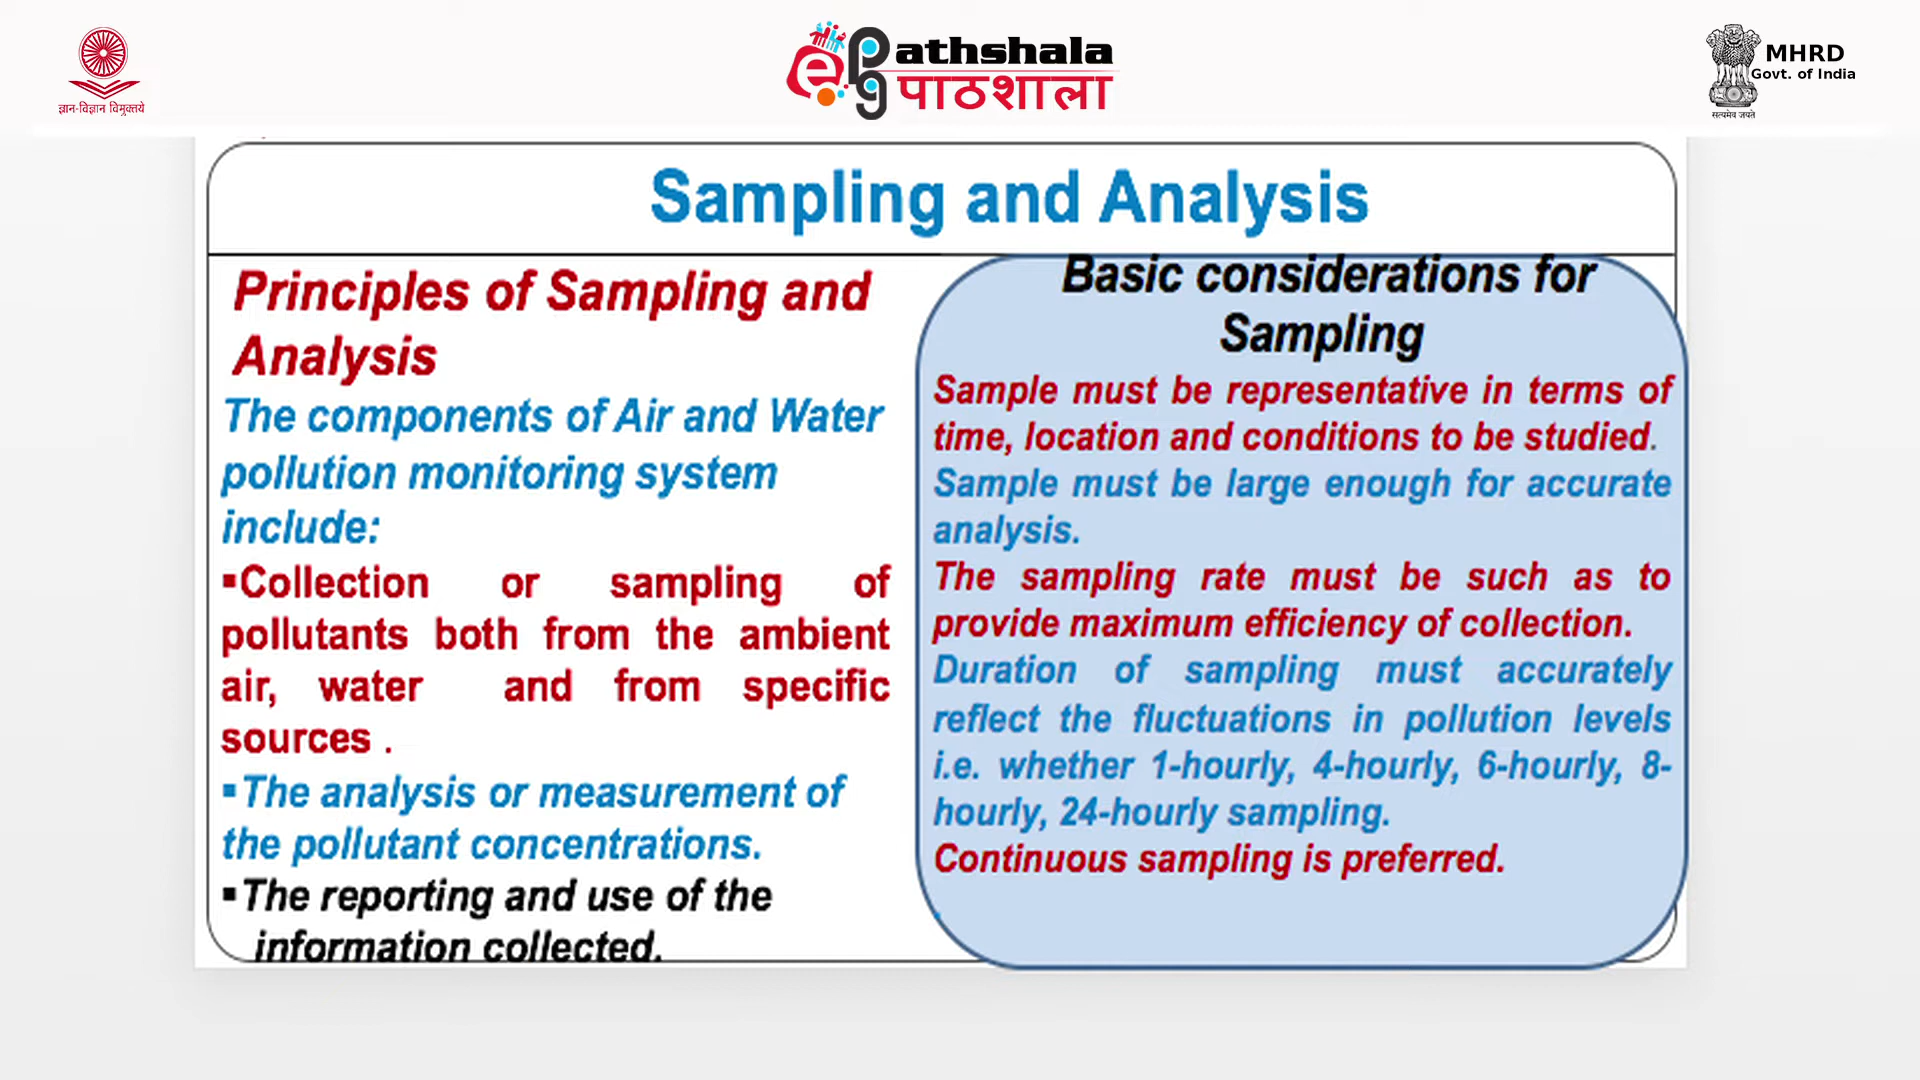 ज्ञान-विज्ञान विमुक्तये
ePathshala
पाठशाला
MHRD
Govt. of India
सत्यमेव जयते
Sampling and Analysis
Principles of Sampling and
Analysis
The components of Air and Water
pollution monitoring system
include:
▪Collection or sampling of
pollutants both from the ambient
air, water and from specific
sources .
▪The analysis or measurement of
the pollutant concentrations.
▪The reporting and use of the
information collected.
Basic considerations for
Sampling
Sample must be representative in terms of
time, location and conditions to be studied.
Sample must be large enough for accurate
analysis.
The sampling rate must be such as to
provide maximum efficiency of collection.
Duration of sampling must accurately
reflect the fluctuations in pollution levels
i.e. whether 1-hourly, 4-hourly, 6-hourly, 8-
hourly, 24-hourly sampling.
Continuous sampling is preferred.